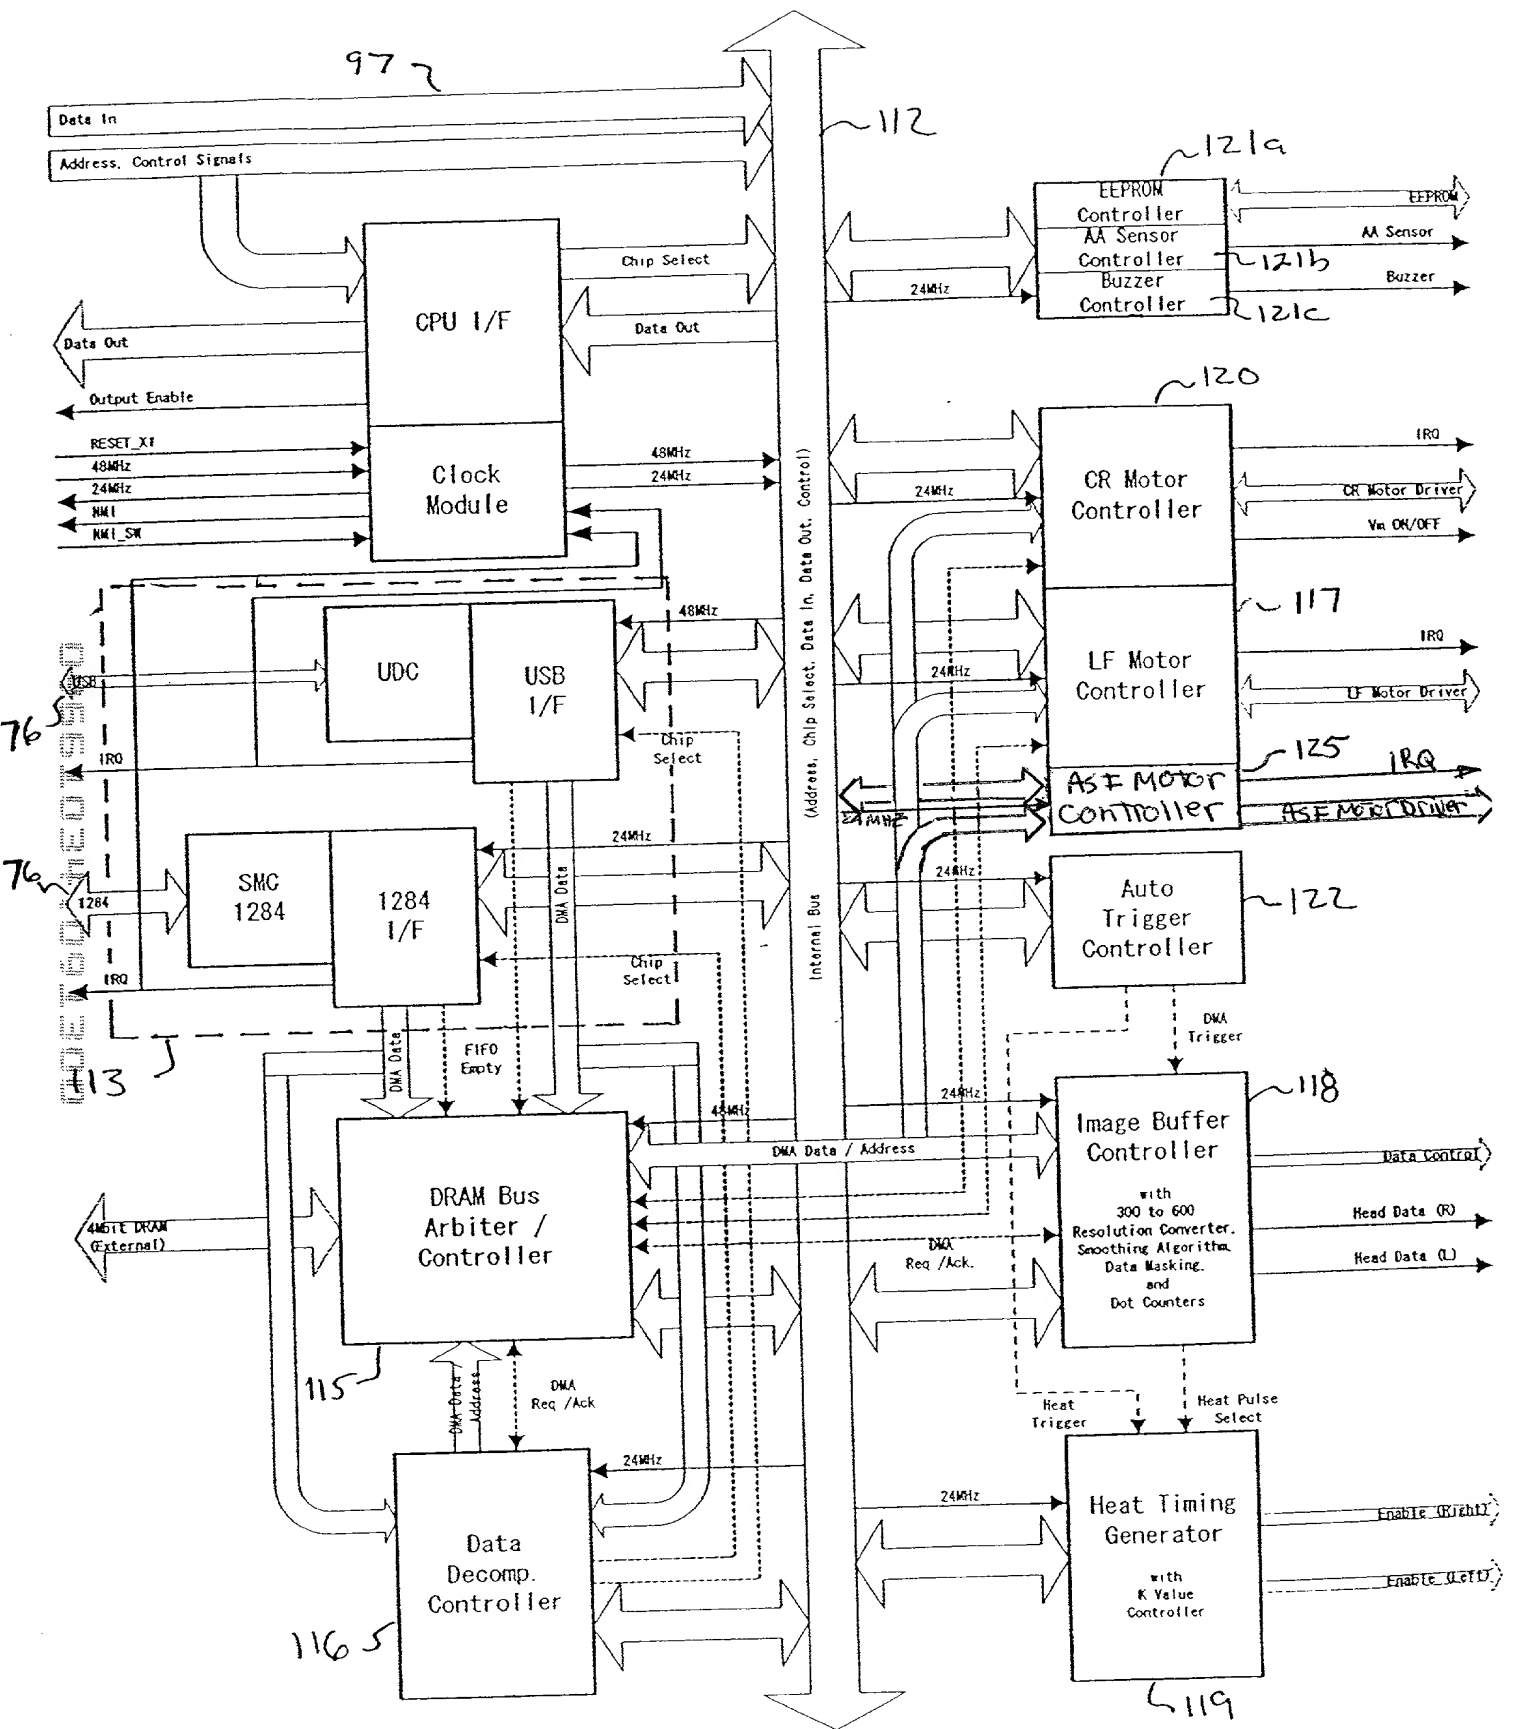 97
Data In
Address, Control Signals
112
121a
EEPROM
Controller
AA Sensor
Controller
Buzzer
Controller
121b
121c
EEPROM
AA Sensor
Buzzer
24MHz
CPU I/F
Chip Select
Data Out
Data Out
Output Enable
RESET_XI
48MHz
24MHz
NMI
NMI_SW
Clock
Module
48MHz
24MHz
120
CR Motor
Controller
24MHz
IRQ
CR Motor Driver
Vm ON/OFF
117
LF Motor
Controller
24MHz
IRQ
LF Motor Driver
125
ASF MOTOR
CONTROLLER
24MHZ
IRQ
ASF MOTOR DRIVER
Internal Bus (Address, Chip Select, Data In, Data Out, Control)
UDC
USB
I/F
48MHz
USB
76
IRQ
Chip
Select
SMC
1284
1284
I/F
24MHz
76
1284
IRQ
Chip
Select
DMA Data
DMA Data
FIFO
Empty
113
Auto
Trigger
Controller
24MHz
122
DMA
Trigger
118
Image Buffer
Controller
with
300 to 600
Resolution Converter,
Smoothing Algorithm,
Data Masking,
and
Dot Counters
24MHz
Data Control
Head Data (R)
Head Data (L)
48MHz
DMA Data / Address
DRAM Bus
Arbiter /
Controller
4Mbit DRAM
(External)
DMA
Req /Ack.
115
DMA Data /
Address
DMA
Req /Ack
Heat
Trigger
Heat Pulse
Select
24MHz
Data
Decomp.
Controller
116
24MHz
Heat Timing
Generator
with
K Value
Controller
Enable (Right)
Enable (Left)
119